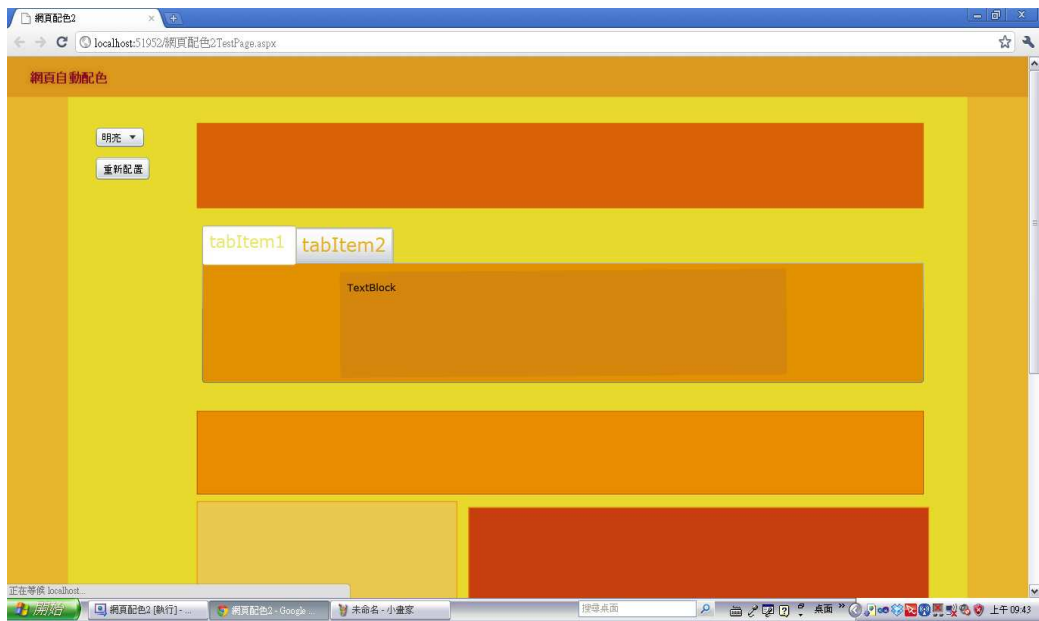 網頁配色2
localhost:51952/網頁配色2TestPage.aspx
網頁自動配色
明亮
重新配置
tabItem1
tabItem2
TextBlock
正在等候 localhost...
開始
網頁配色2 [執行] - ...
網頁配色2 - Google ...
未命名 - 小畫家
搜尋桌面
桌面
上午 09:43